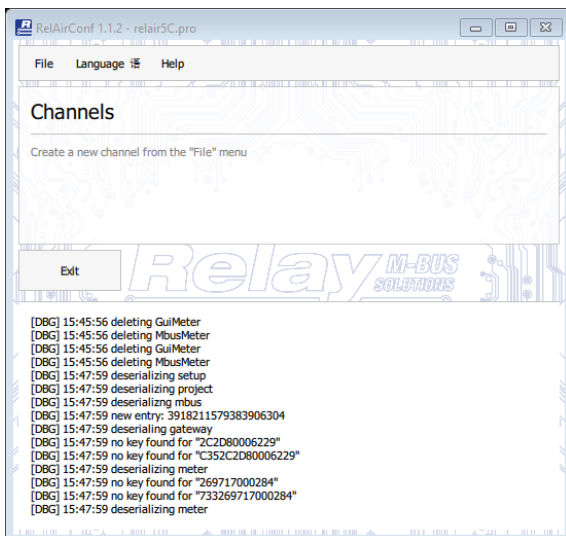 RelAirConf 1.1.2 - relair5C.pro
File Language 语 Help
Channels
Create a new channel from the "File" menu
Exit
Relay M-BUS
SOLUTIONS
[DBG] 15:45:56 deleting GuiMeter
[DBG] 15:45:56 deleting MbusMeter
[DBG] 15:45:56 deleting GuiMeter
[DBG] 15:45:56 deleting MbusMeter
[DBG] 15:47:59 deserializing setup
[DBG] 15:47:59 deserializing project
[DBG] 15:47:59 deserializng mbus
[DBG] 15:47:59 new entry: 3918211579383906304
[DBG] 15:47:59 deserialing gateway
[DBG] 15:47:59 no key found for "2C2D80006229"
[DBG] 15:47:59 no key found for "C352C2D80006229"
[DBG] 15:47:59 deserializing meter
[DBG] 15:47:59 no key found for "269717000284"
[DBG] 15:47:59 no key found for "733269717000284"
[DBG] 15:47:59 deserializing meter